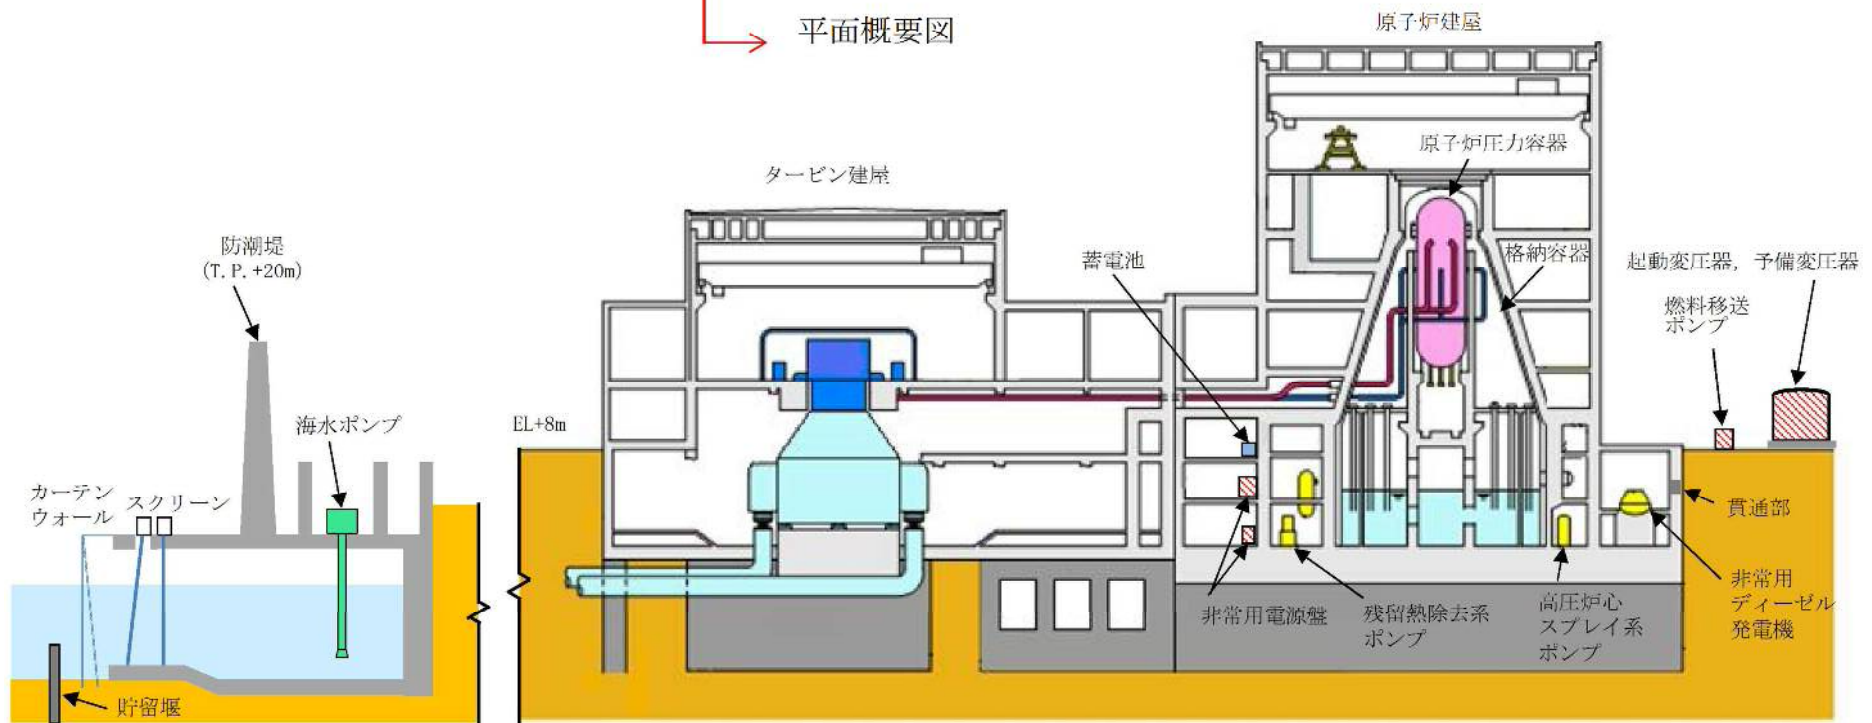 平面概要図
原子炉建屋
原子炉圧力容器
タービン建屋
防潮堤
(T.P.+20m)
蓄電池
格納容器
起動変圧器, 予備変圧器
燃料移送
ポンプ
海水ポンプ
EL+8m
カーテン
ウォール
スクリーン
貫通部
非常用電源盤
残留熱除去系
ポンプ
高圧炉心
スプレイ系
ポンプ
非常用
ディーゼル
発電機
貯留堰